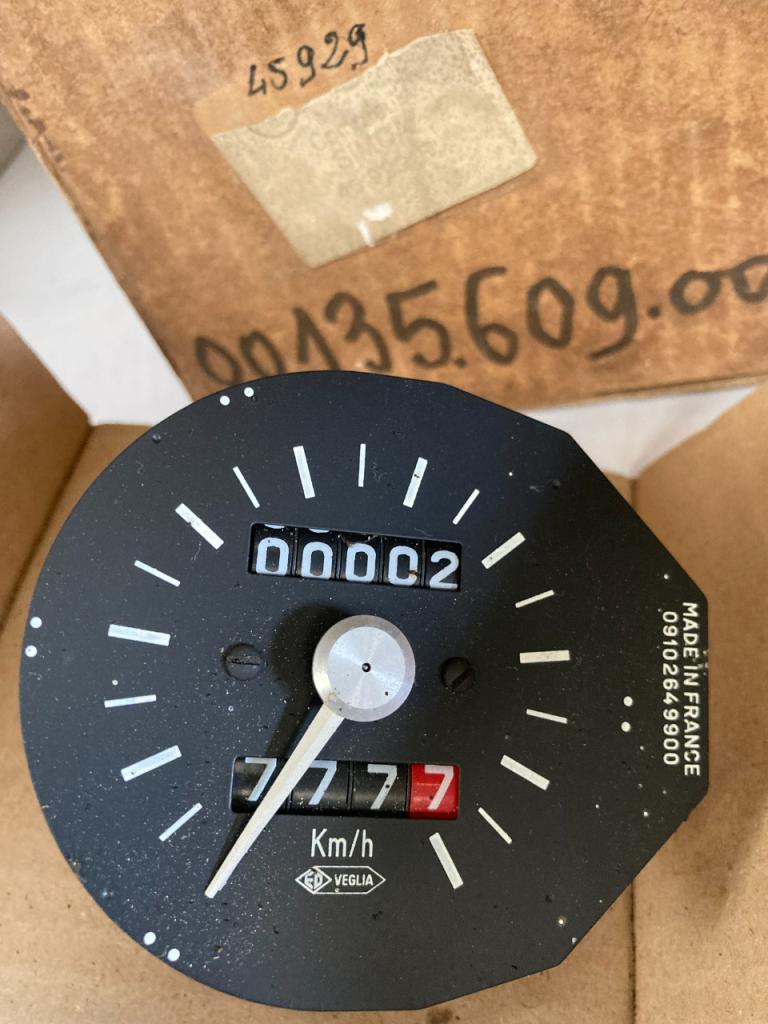 45929
00135.609.00
00002
MADE IN FRANCE
09102649900
7777
Km/h
ED VEGLIA